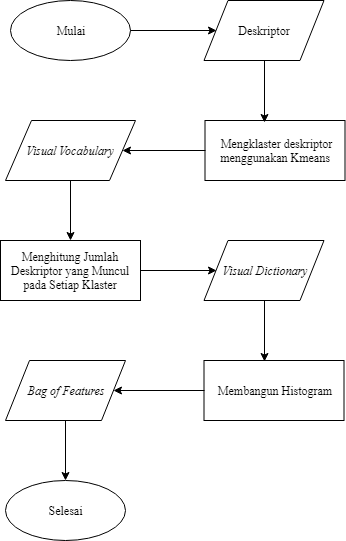 Mulai
Deskriptor
Mengklaster deskriptor
menggunakan Kmeans
Visual Vocabulary
Menghitung Jumlah
Deskriptor yang Muncul
pada Setiap Klaster
Visual Dictionary
Membangun Histogram
Bag of Features
Selesai